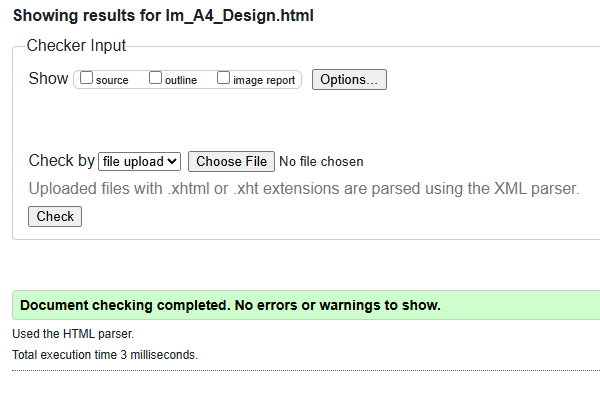 Showing results for lm_A4_Design.html
Checker Input
Show source outline image report Options...
Check by file upload Choose File No file chosen
Uploaded files with .xhtml or .xht extensions are parsed using the XML parser.
Check
Document checking completed. No errors or warnings to show.
Used the HTML parser.
Total execution time 3 milliseconds.